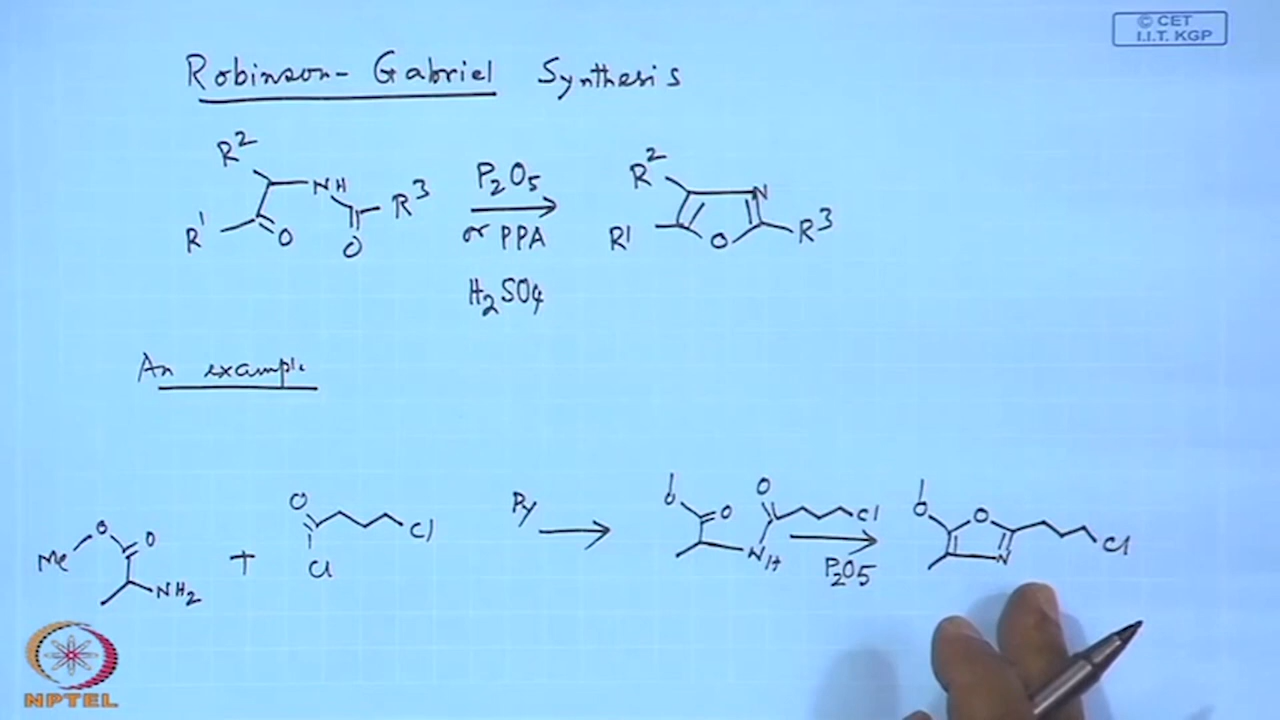 © CET
I.I.T. KGP
Robinson-Gabriel Synthesis
R² NH R³ R¹ O O
P₂O₅
or PPA
H₂SO₄
R² N R¹ O R³
An example
Me O O NH₂
+
O Cl Cl
Py
O O O Cl NH
P₂O₅
O O N Cl
NPTEL